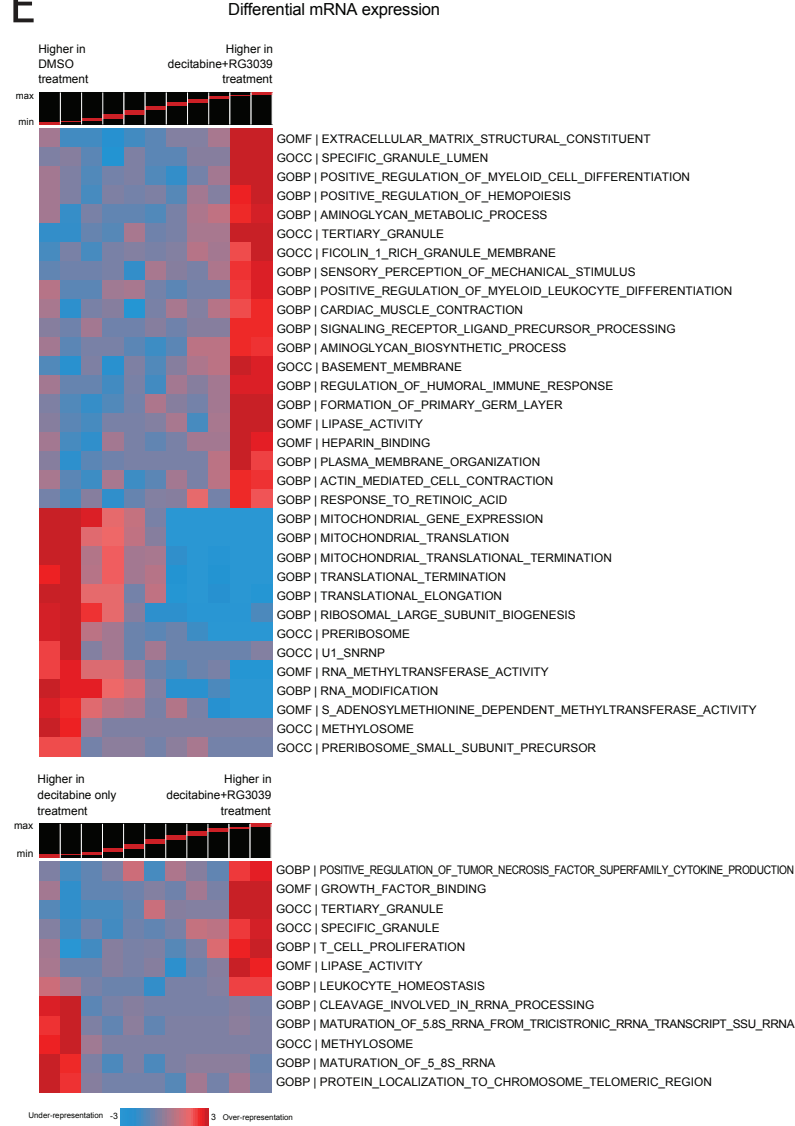 E
Differential mRNA expression
Higher in
DMSO
treatment
Higher in
decitabine+RG3039
treatment
max
min
GOMF | EXTRACELLULAR_MATRIX_STRUCTURAL_CONSTITUENT
GOCC | SPECIFIC_GRANULE_LUMEN
GOBP | POSITIVE_REGULATION_OF_MYELOID_CELL_DIFFERENTIATION
GOBP | POSITIVE_REGULATION_OF_HEMOPOIESIS
GOBP | AMINOGLYCAN_METABOLIC_PROCESS
GOCC | TERTIARY_GRANULE
GOCC | FICOLIN_1_RICH_GRANULE_MEMBRANE
GOBP | SENSORY_PERCEPTION_OF_MECHANICAL_STIMULUS
GOBP | POSITIVE_REGULATION_OF_MYELOID_LEUKOCYTE_DIFFERENTIATION
GOBP | CARDIAC_MUSCLE_CONTRACTION
GOBP | SIGNALING_RECEPTOR_LIGAND_PRECURSOR_PROCESSING
GOBP | AMINOGLYCAN_BIOSYNTHETIC_PROCESS
GOCC | BASEMENT_MEMBRANE
GOBP | REGULATION_OF_HUMORAL_IMMUNE_RESPONSE
GOBP | FORMATION_OF_PRIMARY_GERM_LAYER
GOMF | LIPASE_ACTIVITY
GOMF | HEPARIN_BINDING
GOBP | PLASMA_MEMBRANE_ORGANIZATION
GOBP | ACTIN_MEDIATED_CELL_CONTRACTION
GOBP | RESPONSE_TO_RETINOIC_ACID
GOBP | MITOCHONDRIAL_GENE_EXPRESSION
GOBP | MITOCHONDRIAL_TRANSLATION
GOBP | MITOCHONDRIAL_TRANSLATIONAL_TERMINATION
GOBP | TRANSLATIONAL_TERMINATION
GOBP | TRANSLATIONAL_ELONGATION
GOBP | RIBOSOMAL_LARGE_SUBUNIT_BIOGENESIS
GOCC | PRERIBOSOME
GOCC | U1_SNRNP
GOMF | RNA_METHYLTRANSFERASE_ACTIVITY
GOBP | RNA_MODIFICATION
GOMF | S_ADENOSYLMETHIONINE_DEPENDENT_METHYLTRANSFERASE_ACTIVITY
GOCC | METHYLOSOME
GOCC | PRERIBOSOME_SMALL_SUBUNIT_PRECURSOR
Higher in
decitabine only
treatment
Higher in
decitabine+RG3039
treatment
max
min
GOBP | POSITIVE_REGULATION_OF_TUMOR_NECROSIS_FACTOR_SUPERFAMILY_CYTOKINE_PRODUCTION
GOMF | GROWTH_FACTOR_BINDING
GOCC | TERTIARY_GRANULE
GOCC | SPECIFIC_GRANULE
GOBP | T_CELL_PROLIFERATION
GOMF | LIPASE_ACTIVITY
GOBP | LEUKOCYTE_HOMEOSTASIS
GOBP | CLEAVAGE_INVOLVED_IN_RRNA_PROCESSING
GOBP | MATURATION_OF_5.8S_RRNA_FROM_TRICISTRONIC_RRNA_TRANSCRIPT_SSU_RRNA
GOCC | METHYLOSOME
GOBP | MATURATION_OF_5_8S_RRNA
GOBP | PROTEIN_LOCALIZATION_TO_CHROMOSOME_TELOMERIC_REGION
Under-representation -3 3 Over-representation